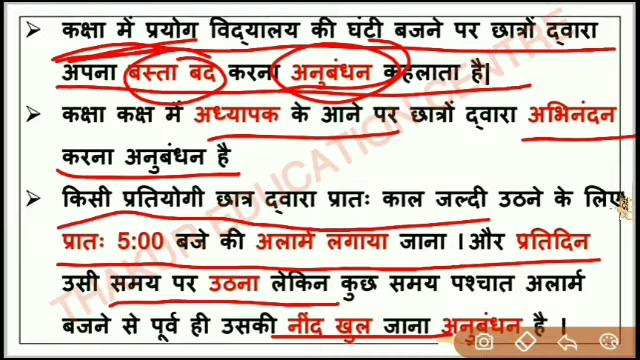 कक्षा में प्रयोग विद्यालय की घंटी बजने पर छात्रों द्वारा
अपना बस्ता बद करना अनुबंधन कहलाता है|
कक्षा कक्ष में अध्यापक के आने पर छात्रों द्वारा अभिनंदन
करना अनुबंधन है
किसी प्रतियोगी छात्र द्वारा प्रातः काल जल्दी उठने के लिए
प्रातः 5:00 बजे की अलार्म लगाया जाना । और प्रतिदिन
उसी समय पर उठना लेकिन कुछ समय पश्चात अलार्म
बजने से पूर्व ही उसकी नींद खुल जाना अनुबंधन है ।
THAKUR EDUCATION CENTRE